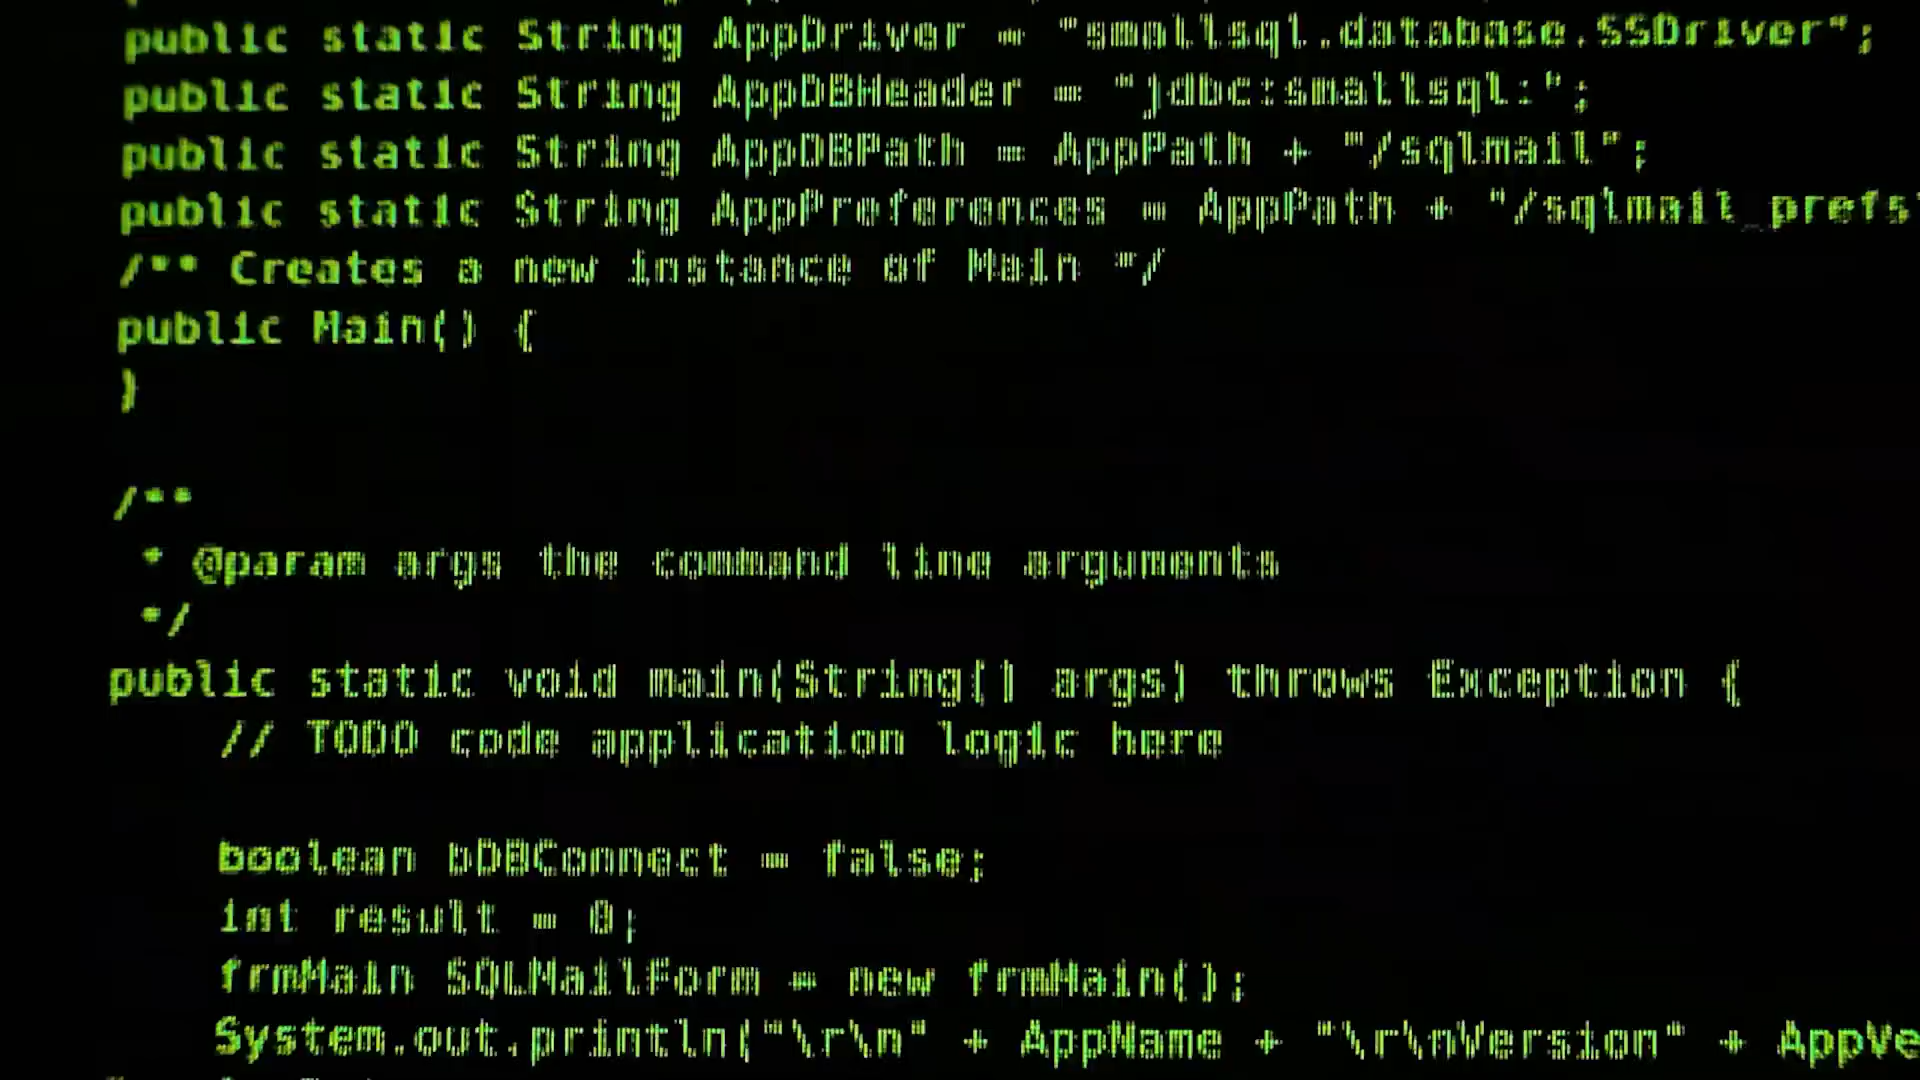 public static String AppDriver = "smallsql.database.SSDriver";
public static String AppDBHeader = "jdbc:smallsql:";
public static String AppDBPath = AppPath + "/sqlmail";
public static String AppPreferences = AppPath + "/sqlmail_prefs"
/** Creates a new instance of Main */
public Main() {
}
/**
* @param args the command line arguments
*/
public static void main(String[] args) throws Exception {
// TODO code application logic here
boolean bDBConnect = false;
int result = 0;
frmMain SQLMailForm = new frmMain();
System.out.println("\r\n" + AppName + "\r\nVersion" + AppVe